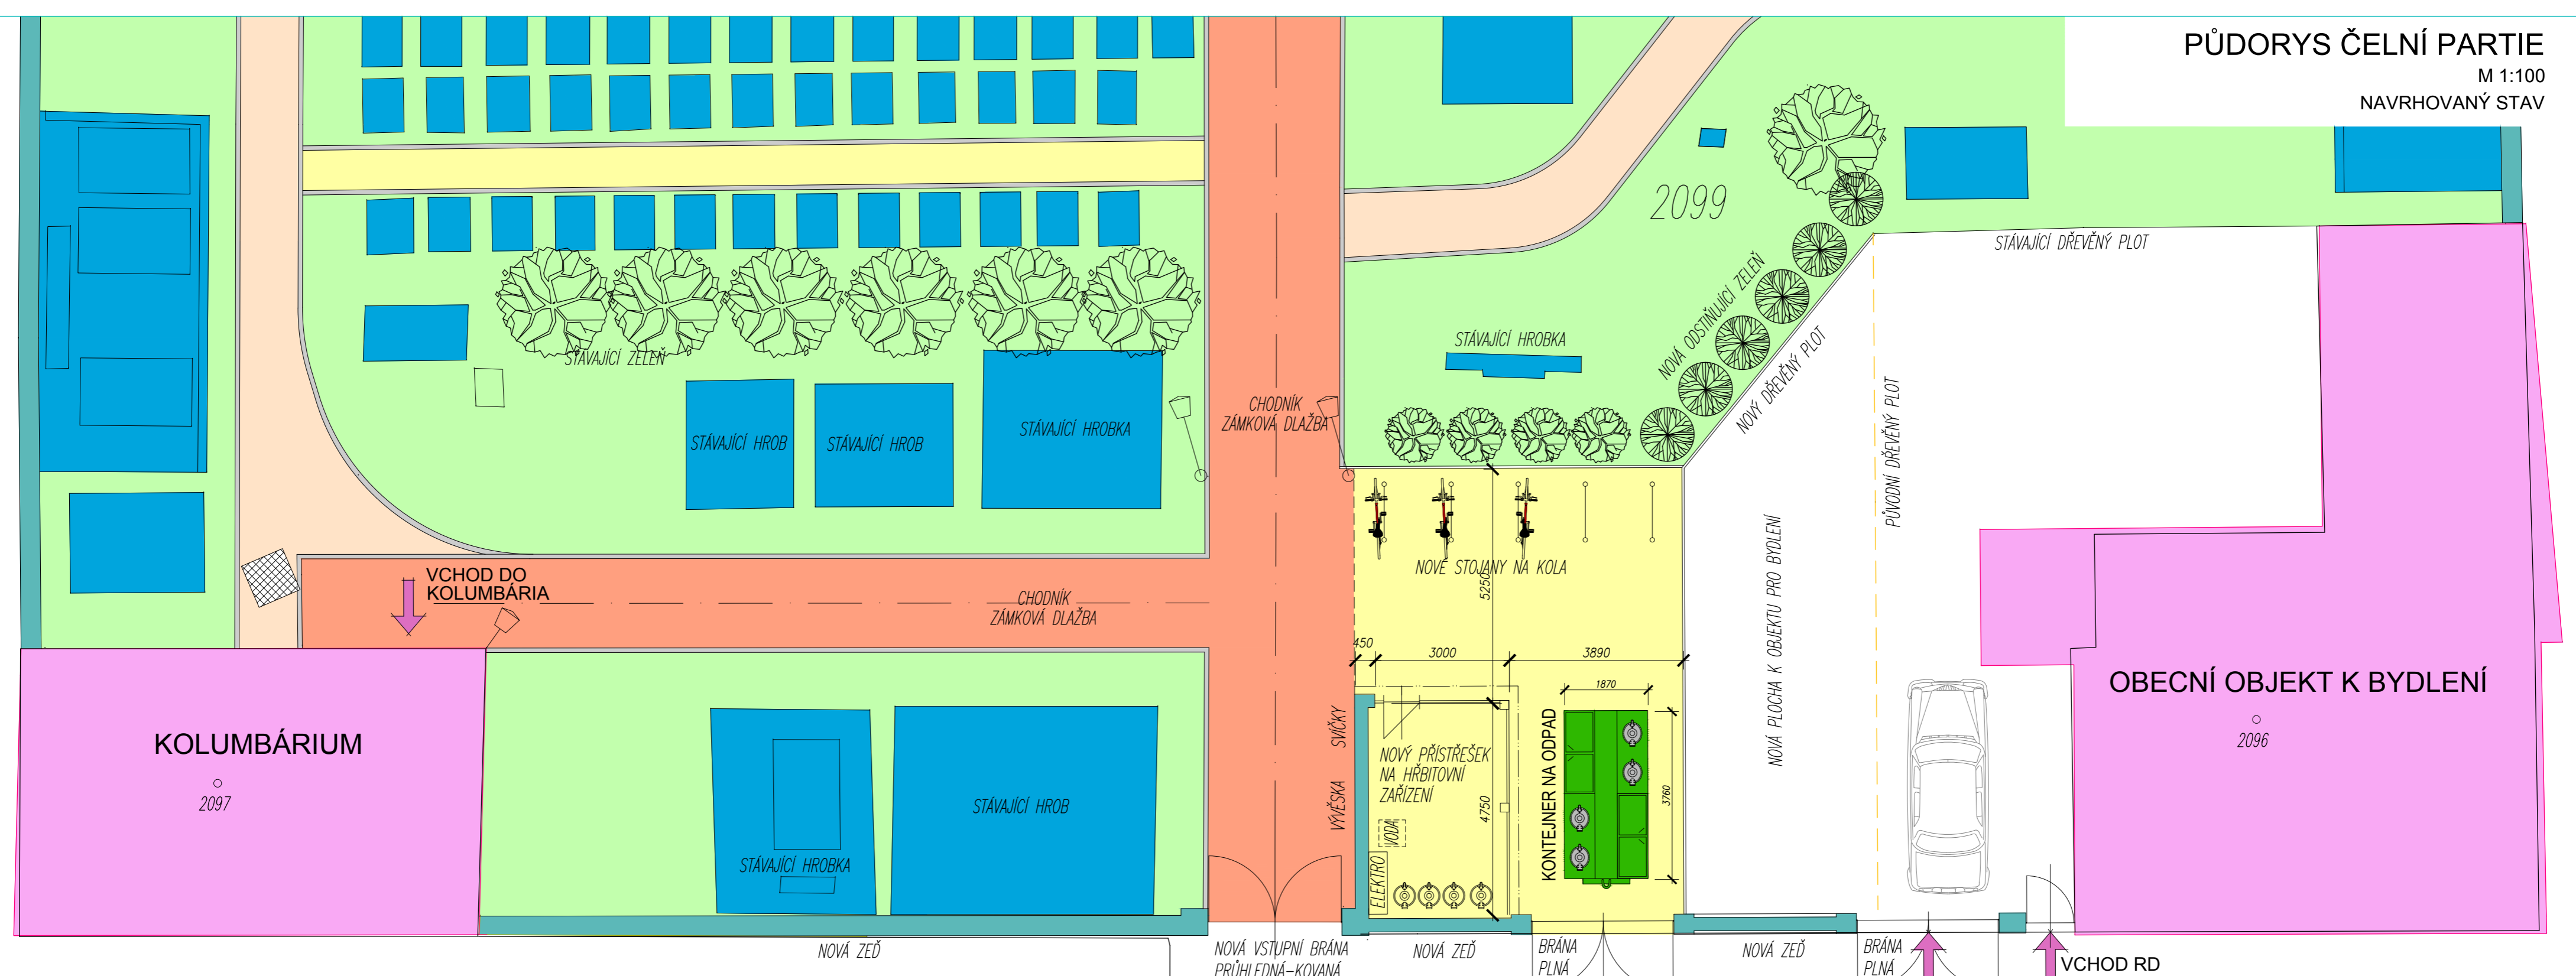 PŮDORYS ČELNÍ PARTIE
M 1:100
NAVRHOVANÝ STAV
2099
STÁVAJÍCÍ DŘEVĚNÝ PLOT
NOVÁ ODSTIŇUJÍCÍ ZELEŇ
NOVÝ DŘEVĚNÝ PLOT
PŮVODNÍ DŘEVĚNÝ PLOT
STÁVAJÍCÍ HROBKA
STÁVAJÍCÍ ZELEŇ
CHODNÍK
ZÁMKOVÁ DLAŽBA
STÁVAJÍCÍ HROB
STÁVAJÍCÍ HROB
STÁVAJÍCÍ HROBKA
NOVÉ STOJANY NA KOLA
5250
NOVÁ PLOCHA K OBJEKTU PRO BYDLENÍ
VCHOD DO
KOLUMBÁRIA
CHODNÍK
ZÁMKOVÁ DLAŽBA
450
3000
3890
1870
3760
4750
KOLUMBÁRIUM
2097
OBECNÍ OBJEKT K BYDLENÍ
2096
VÝVĚSKA SVÍČKY
NOVÝ PŘÍSTŘEŠEK
NA HŘBITOVNÍ
ZAŘÍZENÍ
VODA
ELEKTRO
KONTEJNER NA ODPAD
STÁVAJÍCÍ HROB
STÁVAJÍCÍ HROBKA
NOVÁ ZEĎ
NOVÁ VSTUPNÍ BRÁNA
PRŮHLEDNÁ-KOVANÁ
NOVÁ ZEĎ
BRÁNA
PLNÁ
NOVÁ ZEĎ
BRÁNA
PLNÁ
VCHOD RD